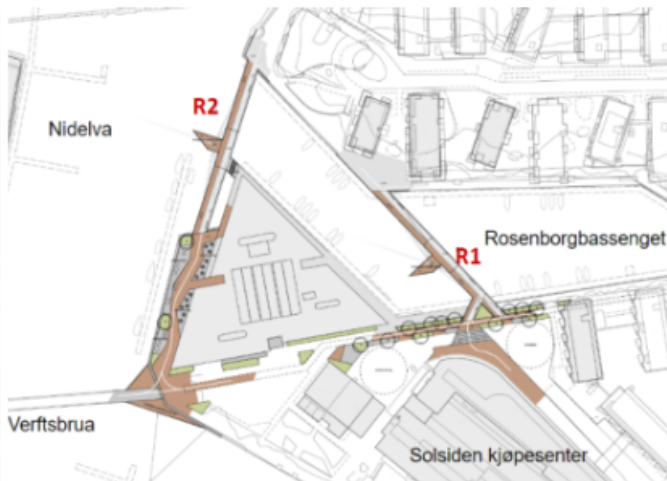 R2
Nidelva
Rosenborgbassenget
R1
Verftsbrua
Solsiden kjøpesenter